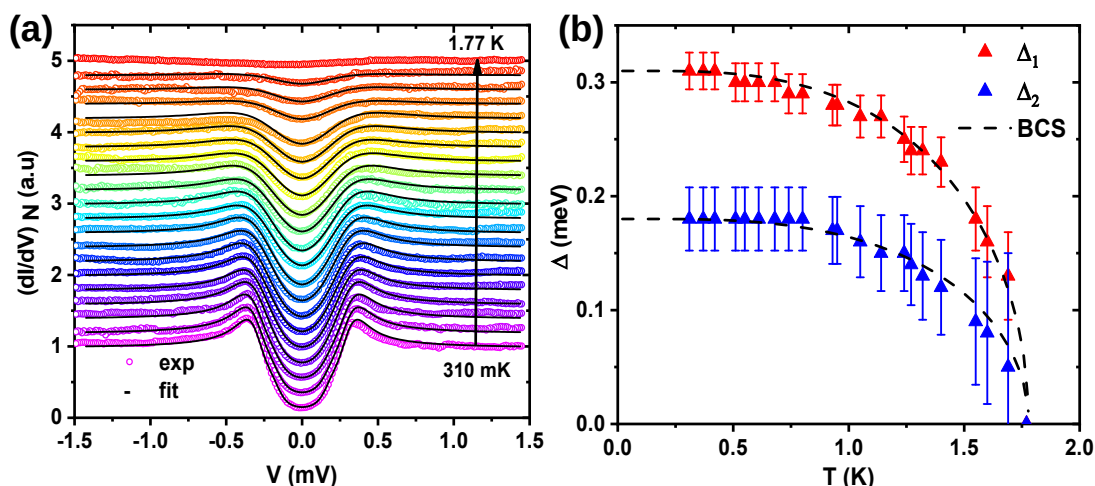 (a)
(dI/dV) N (a.u)
5
4
3
2
1
0
1.77 K
310 mK
exp
- fit
-1.5 -1.0 -0.5 0.0 0.5 1.0 1.5
V (mV)
(b)
Δ (meV)
0.3
0.2
0.1
0.0
Δ1
Δ2
BCS
0.0 0.5 1.0 1.5 2.0
T (K)